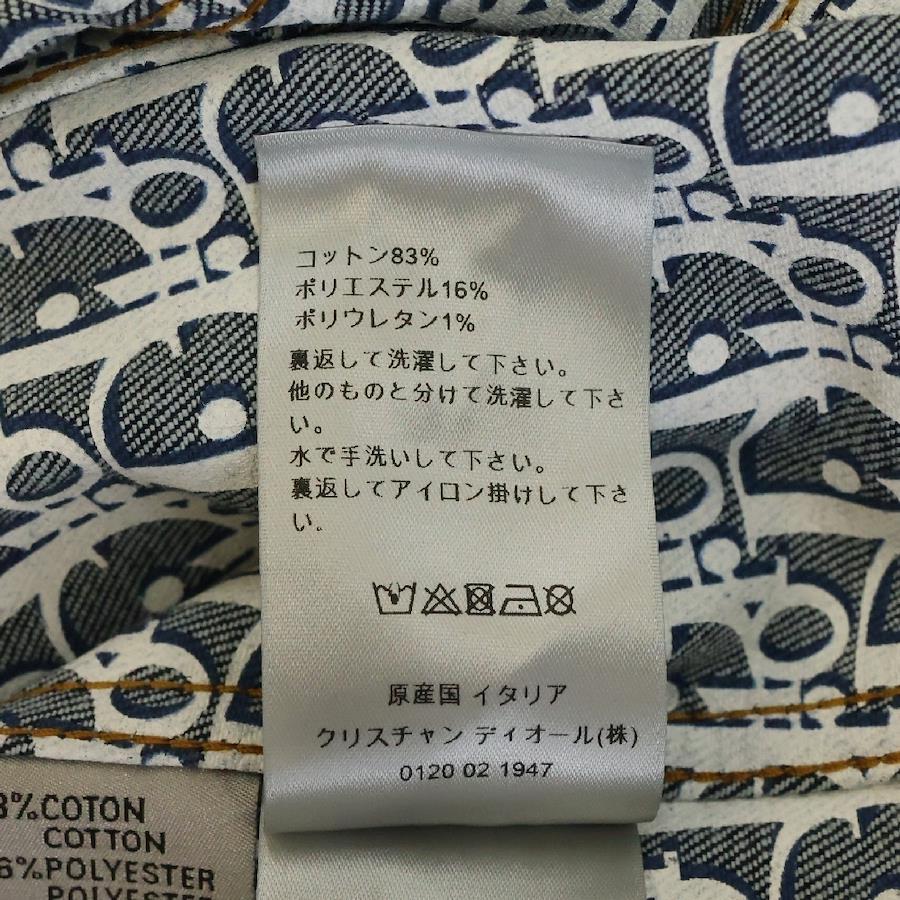 コットン83%
ポリエステル16%
ポリウレタン1%
裏返して洗濯して下さい。
他のものと分けて洗濯して下さ
い。
水で手洗いして下さい。
裏返してアイロン掛けして下さ
い。
原産国 イタリア
クリスチャン ディオール(株)
0120 02 1947
3%COTON
COTTON
6%POLYESTER
POLYESTER